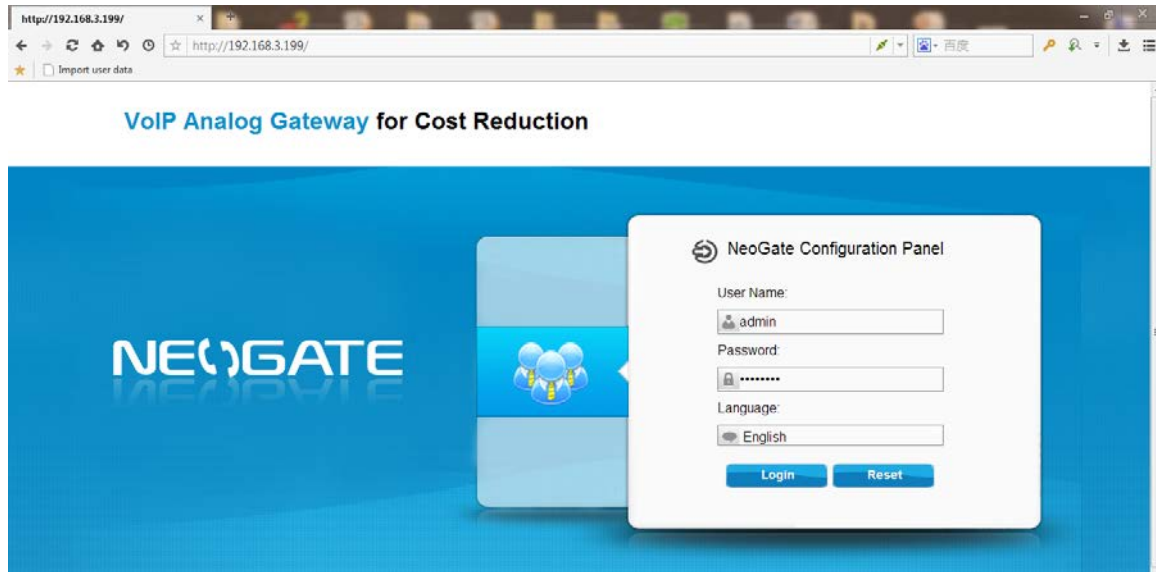 http://192.168.3.199/
http://192.168.3.199/
百度
Import user data
VoIP Analog Gateway for Cost Reduction
NEOGATE
NeoGate Configuration Panel
User Name:
admin
Password:
••••••••
Language:
English
Login Reset